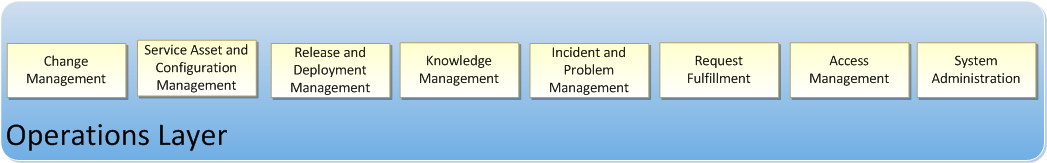 Change
Management
Service Asset and
Configuration
Management
Release and
Deployment
Management
Knowledge
Management
Incident and
Problem
Management
Request
Fulfillment
Access
Management
System
Administration
Operations Layer